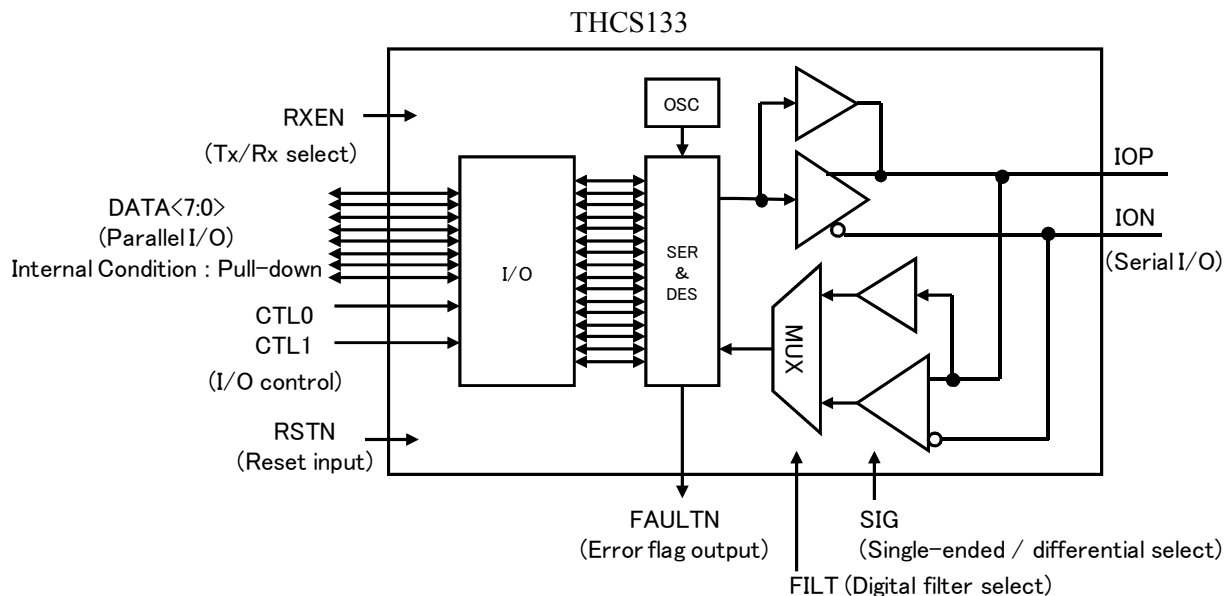 THCS133
RXEN
(Tx/Rx select)
DATA<7:0>
(Parallel I/O)
Internal Condition : Pull-down
CTL0
CTL1
(I/O control)
RSTN
(Reset input)
I/O
OSC
SER
&
DES
MUX
IOP
ION
(Serial I/O)
FAULTN
(Error flag output)
SIG
(Single-ended / differential select)
FILT (Digital filter select)